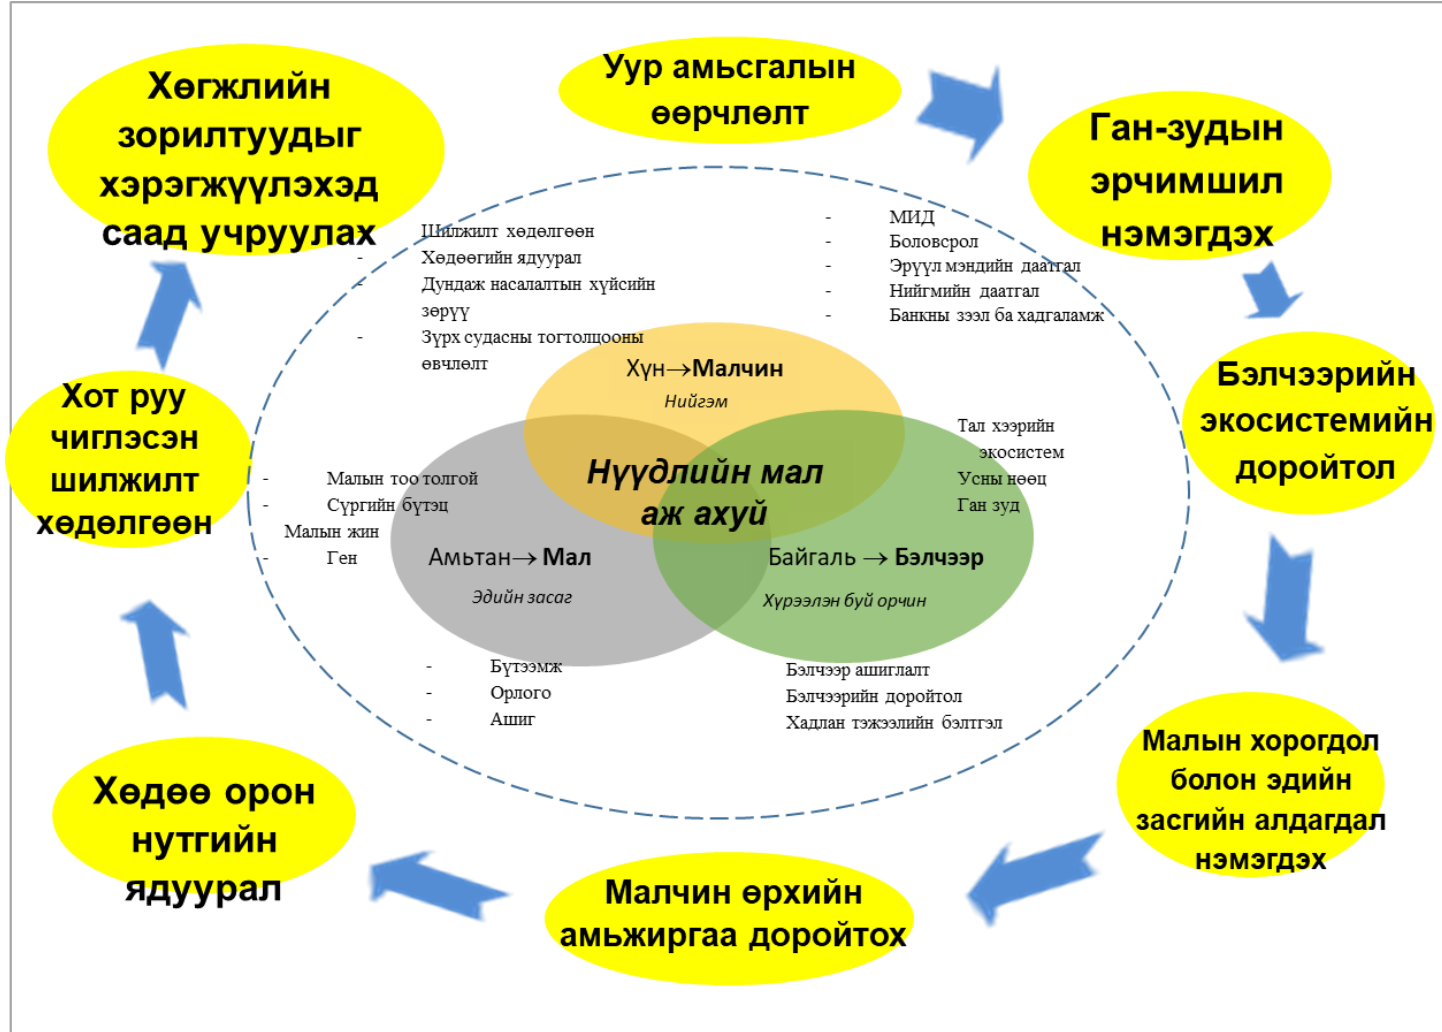 Уур амьсгалын
өөрчлөлт
Ган-зудын
эрчимшил
нэмэгдэх
Бэлчээрийн
экосистемийн
доройтол
Малын хорогдол
болон эдийн
засгийн алдагдал
нэмэгдэх
Малчин өрхийн
амьжиргаа доройтох
Хөдөө орон
нутгийн
ядуурал
Хот руу
чиглэсэн
шилжилт
хөдөлгөөн
Хөгжлийн
зорилтуудыг
хэрэгжүүлэхэд
саад учруулах
Шилжилт хөдөлгөөн
- Хөдөөгийн ядуурал
- Дундаж насалалтын хүйсийн
зөрүү
- Зүрх судасны тогтолцооны
өвчлөлт
- МИД
- Боловсрол
- Эрүүл мэндийн даатгал
- Нийгмийн даатгал
- Банкны зээл ба хадгаламж
Хүн→Малчин
Нийгэм
Нүүдлийн мал
аж ахуй
Амьтан→ Мал
Эдийн засаг
Байгаль → Бэлчээр
Хүрээлэн буй орчин
- Малын тоо толгой
- Сүргийн бүтэц
Малын жин
- Ген
Тал хээрийн
экосистем
Усны нөөц
Ган зуд
- Бүтээмж
- Орлого
- Ашиг
Бэлчээр ашиглалт
Бэлчээрийн доройтол
Хадлан тэжээлийн бэлтгэл